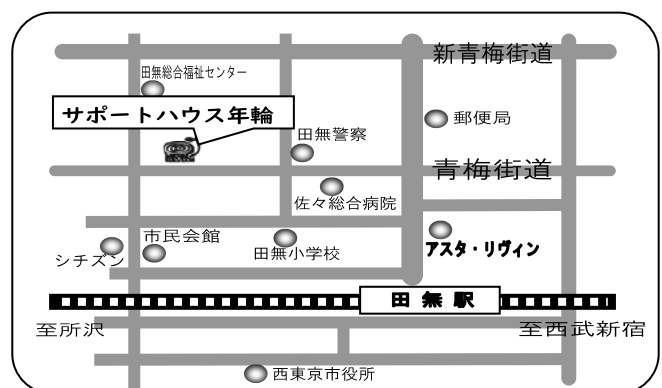 新青梅街道
田無総合福祉センター
サポートハウス年輪
郵便局
田無警察
青梅街道
佐々総合病院
市民会館
アスタ・リヴィン
シチズン
田無小学校
田無駅
至所沢
至西武新宿
西東京市役所